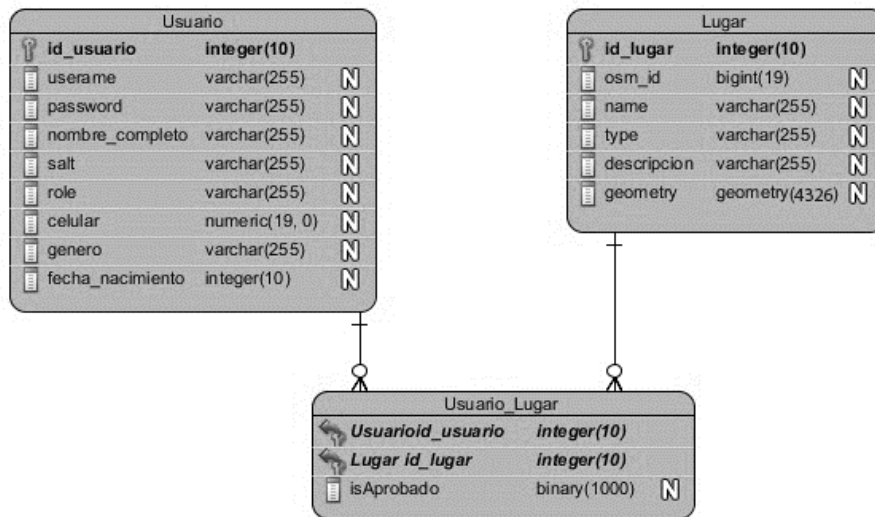 Usuario
id_usuario integer(10)
userame varchar(255) N
password varchar(255) N
nombre_completo varchar(255) N
salt varchar(255) N
role varchar(255) N
celular numeric(19, 0) N
genero varchar(255) N
fecha_nacimiento integer(10) N
Lugar
id_lugar integer(10)
osm_id bigint(19) N
name varchar(255) N
type varchar(255) N
descripcion varchar(255) N
geometry geometry(4326) N
Usuario_Lugar
Usuarioid_usuario integer(10)
Lugar id_lugar integer(10)
isAprobado binary(1000) N